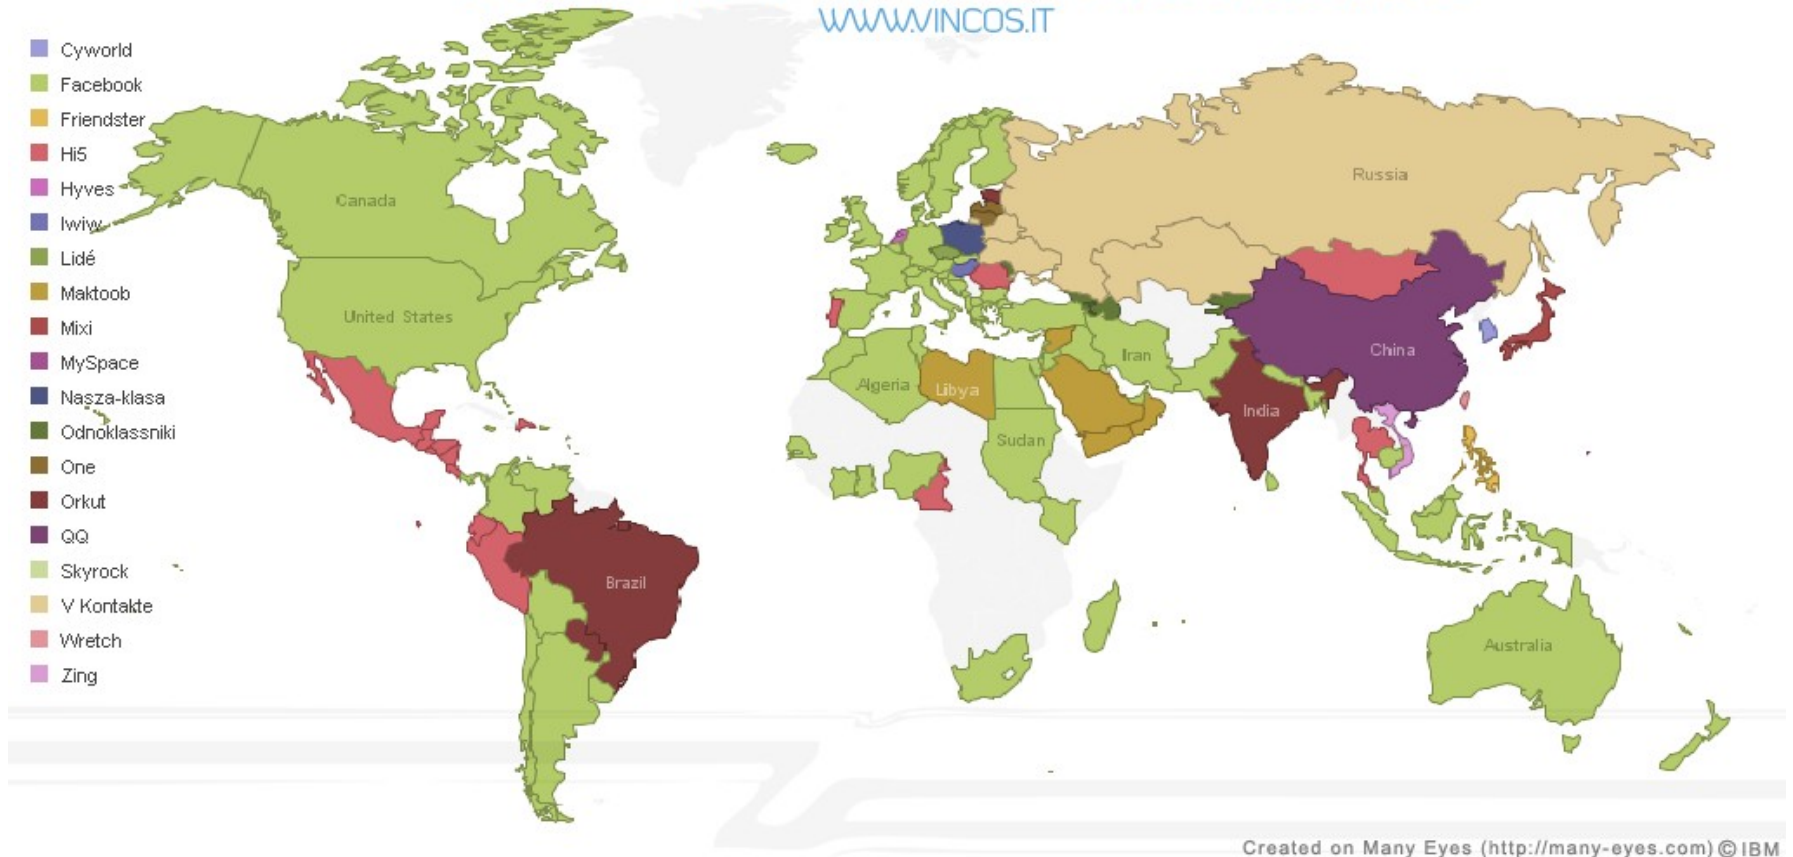 WWW.VINCOS.IT
Cyworld
Facebook
Friendster
Hi5
Hyves
Iwiw
Lidé
Maktoob
Mixi
MySpace
Nasza-klasa
Odnoklassniki
One
Orkut
QQ
Skyrock
V Kontakte
Wretch
Zing
Canada
United States
Brazil
Algeria
Libya
Sudan
Iran
Russia
China
India
Australia
Created on Many Eyes (http://many-eyes.com) © IBM